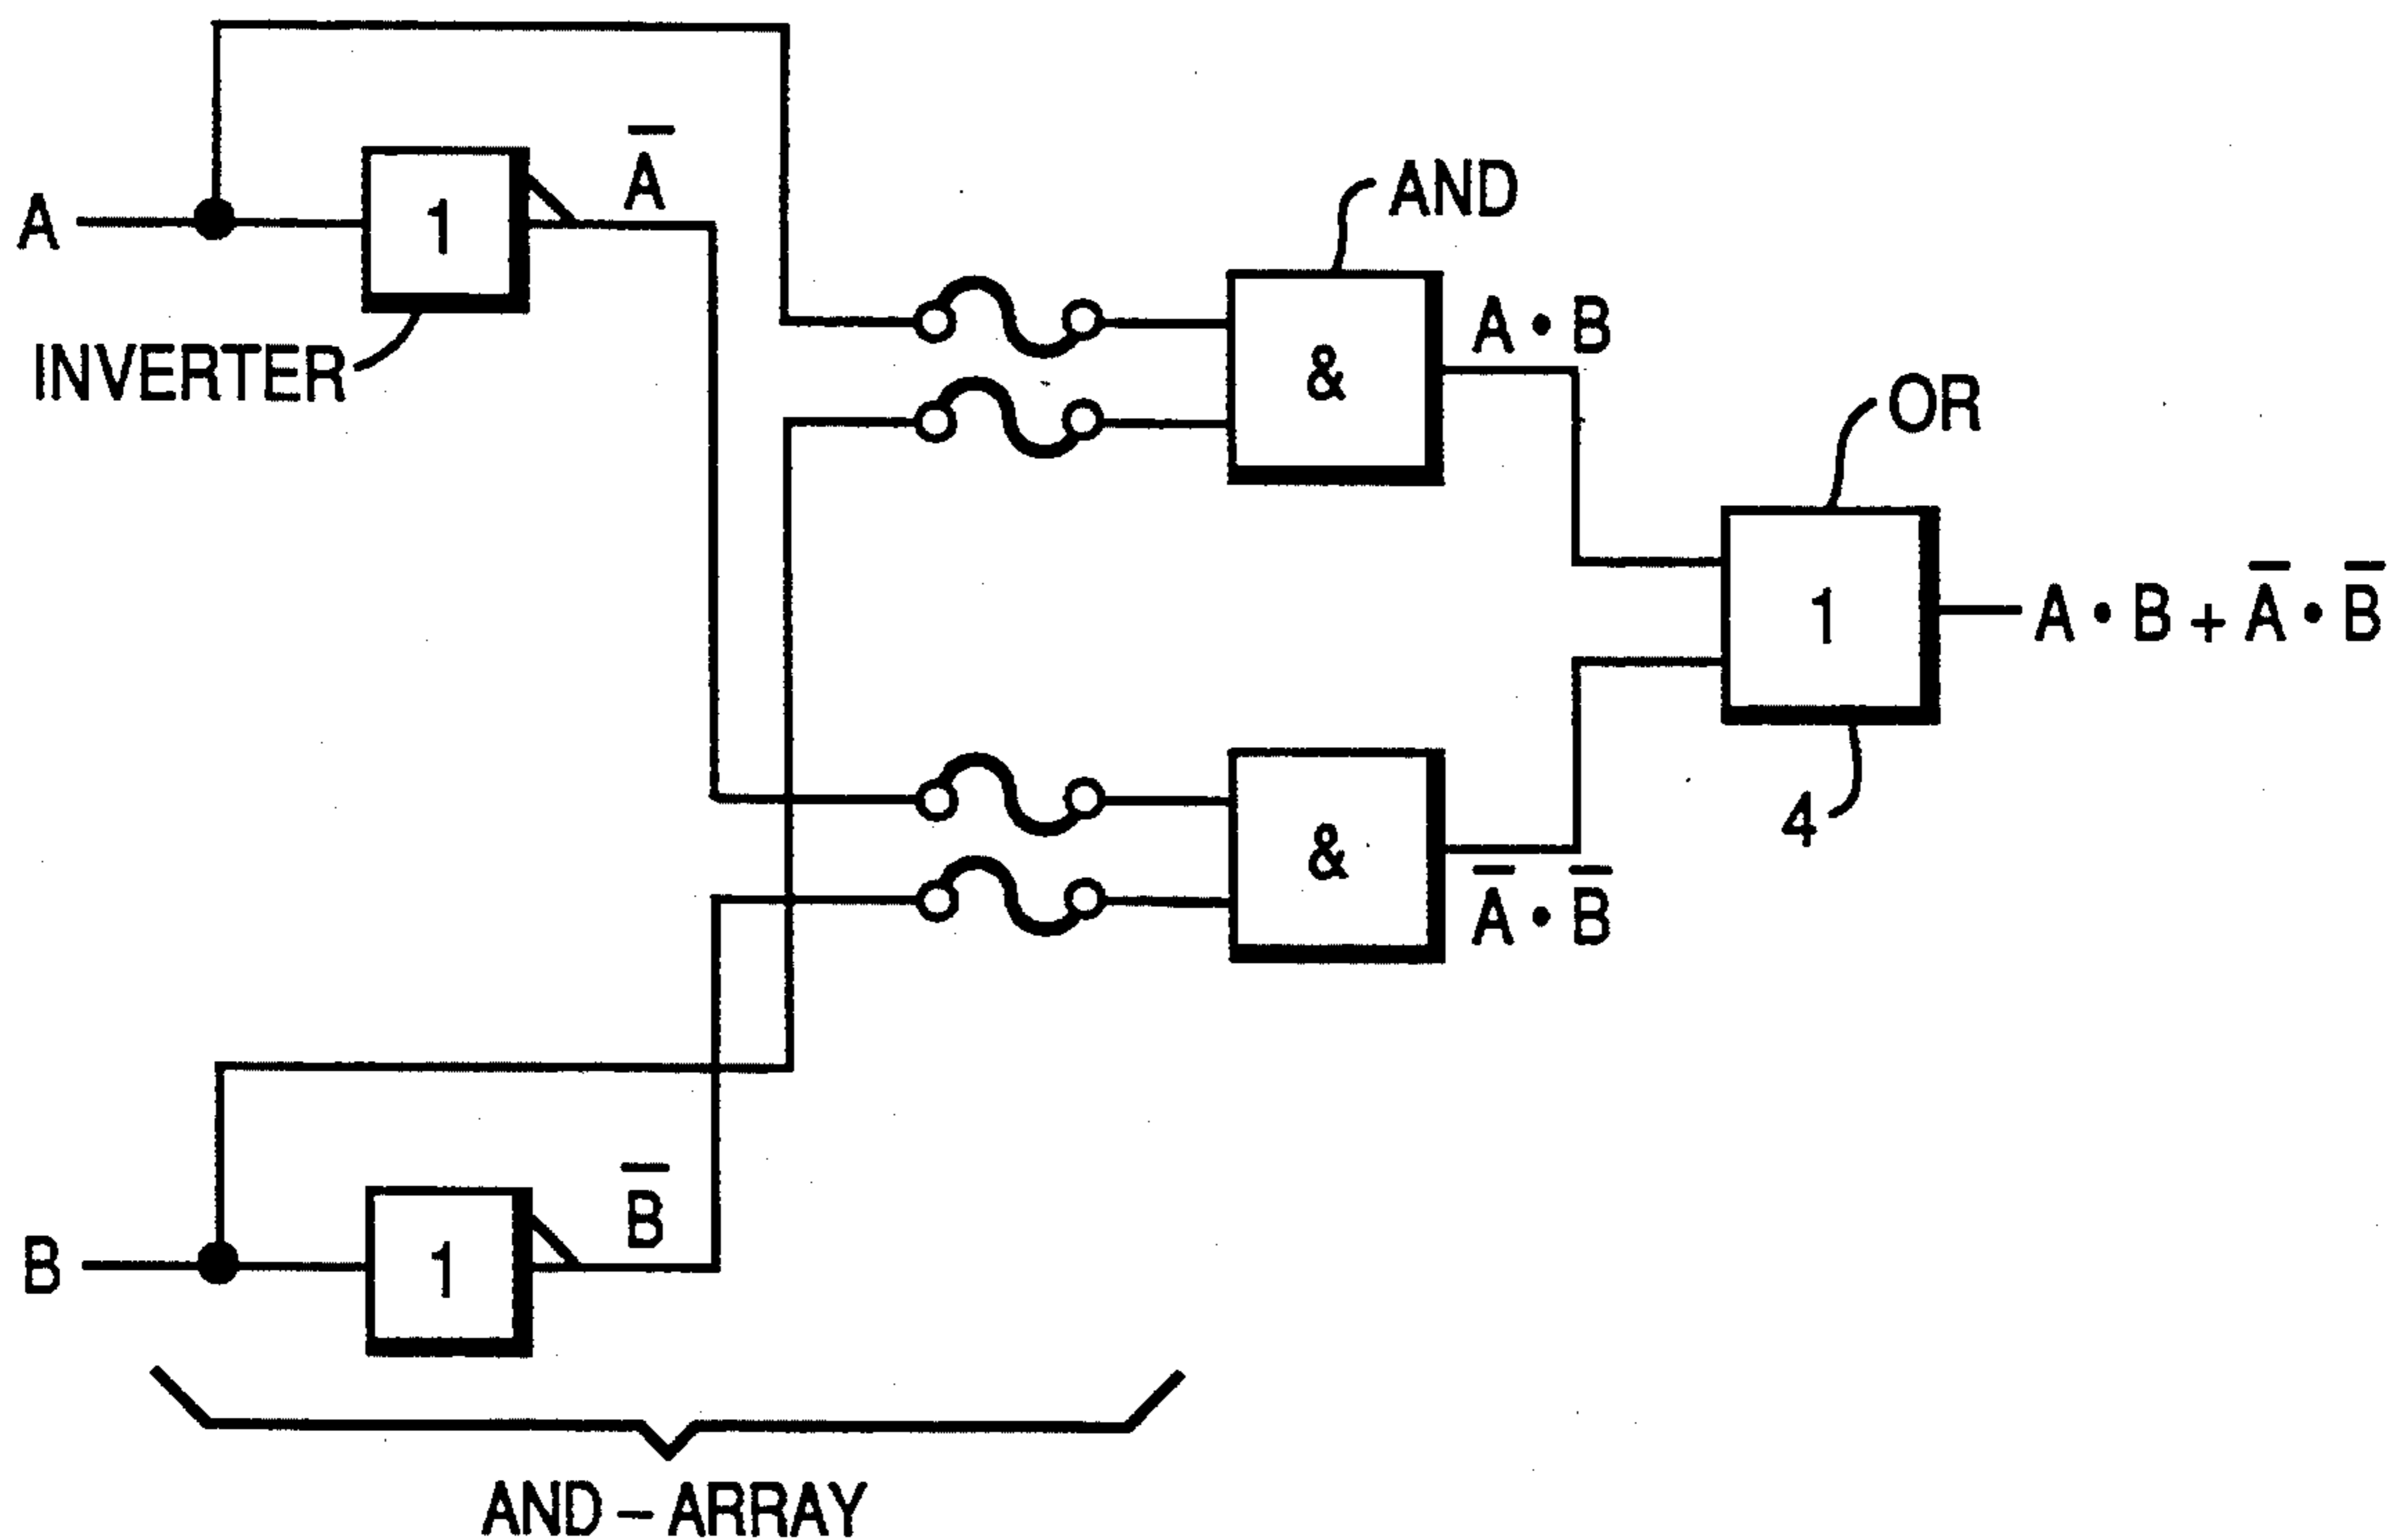 A
1
A̅
INVERTER
AND
&
A • B
OR
1
A • B + A̅ • B̅
4
&
A̅ • B̅
B
1
B̅
AND – ARRAY